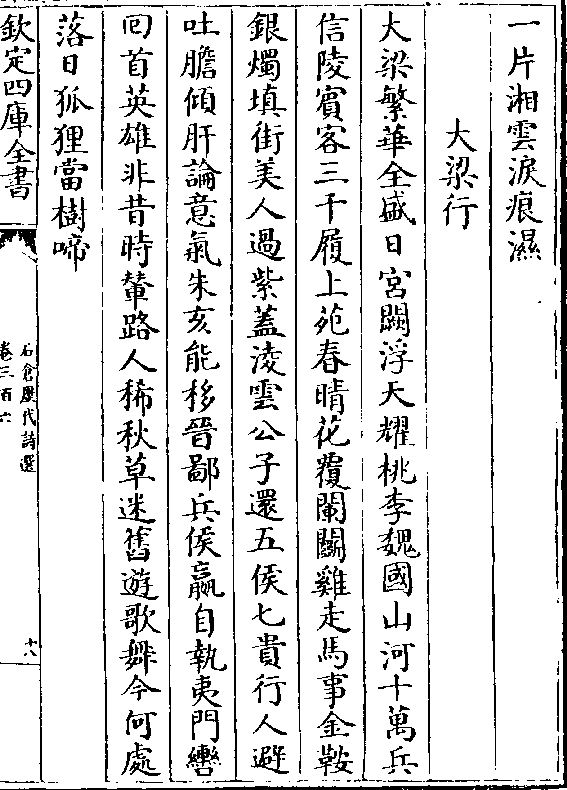 一片湘雲淚痕濕
大梁行
大梁繁華全盛日宮闕浮天耀桃李魏國山河十萬兵
信陵賓客三千履上苑春晴花覆闌鬭雞走馬事金鞍
銀燭填街美人過紫蓋淩雲公子還五侯七貴行人避
吐膽傾肝論意氣朱亥能移晉鄙兵侯嬴自執夷門轡
回首英雄非昔時輦路人稀秋草迷舊遊歌舞今何處
落日狐狸當樹啼
欽定四庫全書
石倉歷代詩選
卷三百六
十八